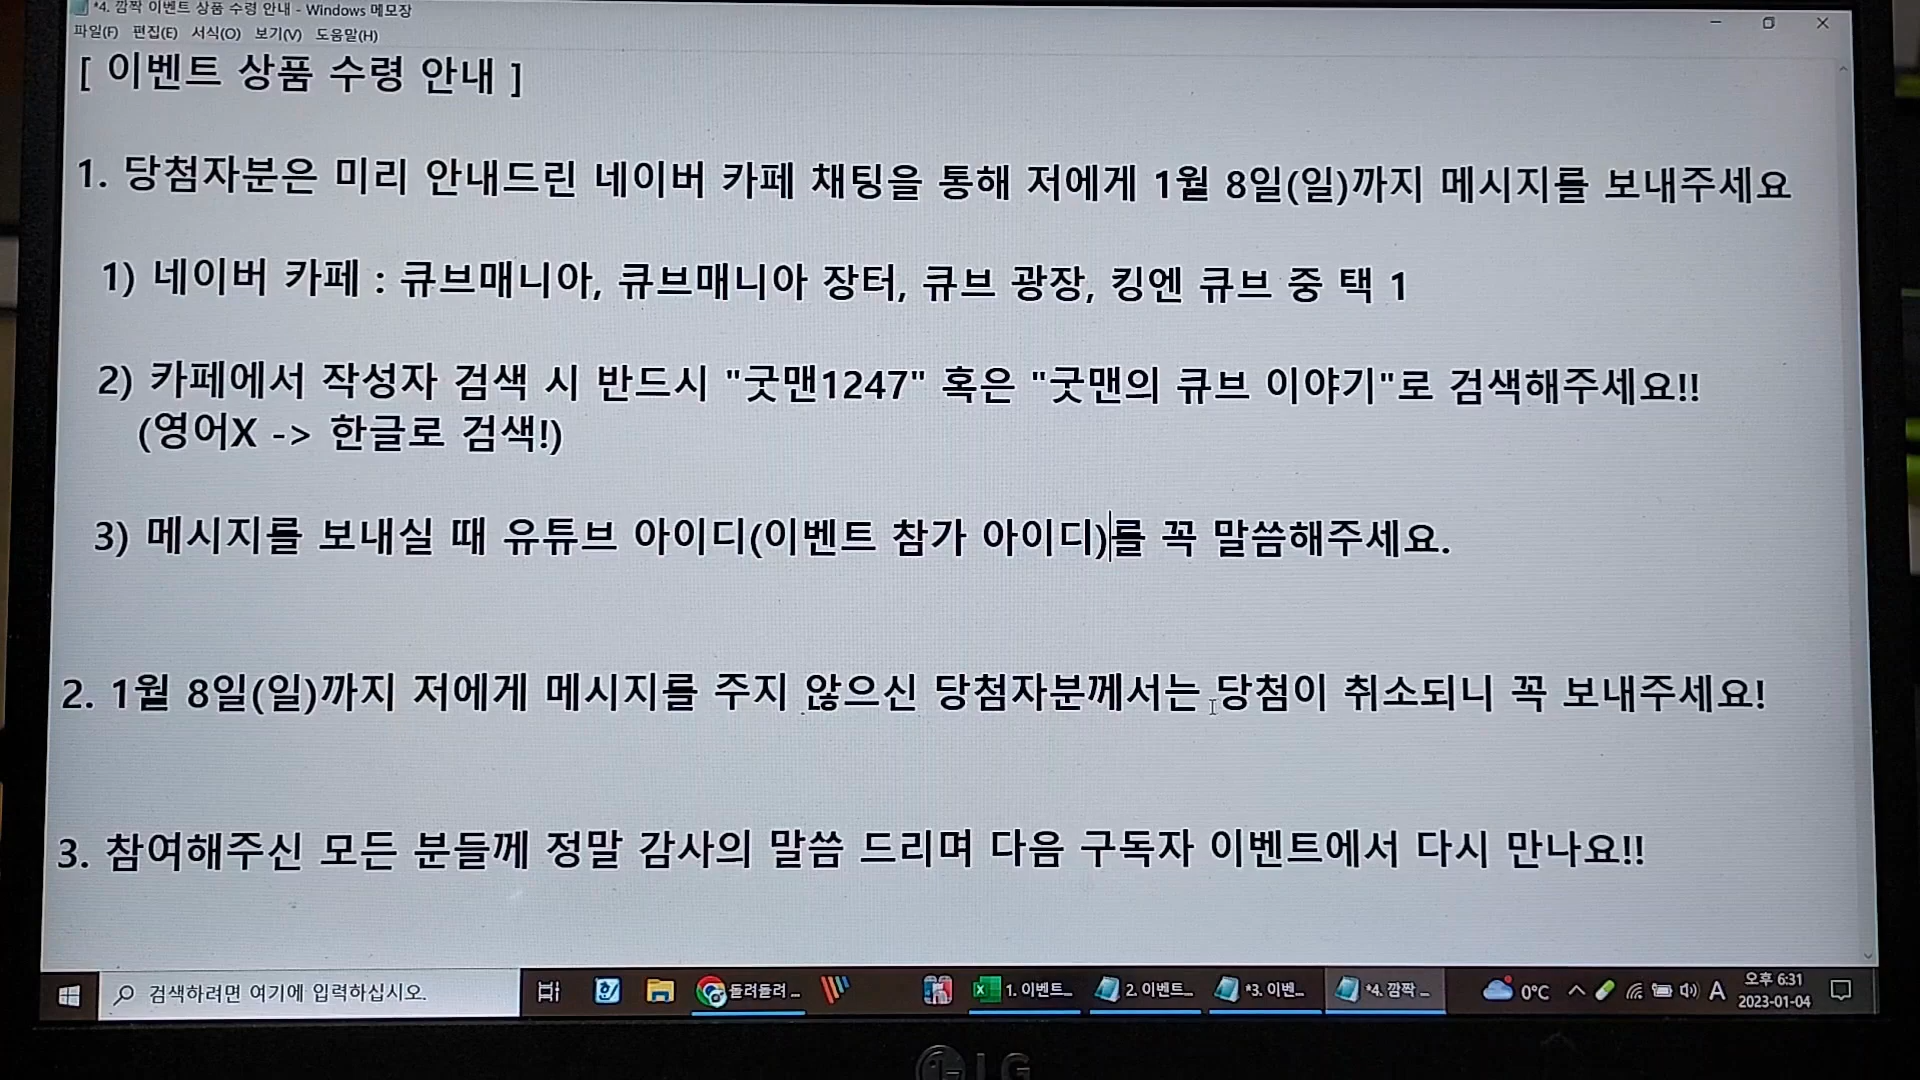 *4. 깜짝 이벤트 상품 수령 안내 - Windows 메모장
파일(F) 편집(E) 서식(O) 보기(V) 도움말(H)
[ 이벤트 상품 수령 안내 ]
1. 당첨자분은 미리 안내드린 네이버 카페 채팅을 통해 저에게 1월 8일(일)까지 메시지를 보내주세요
1) 네이버 카페 : 큐브매니아, 큐브매니아 장터, 큐브 광장, 킹엔 큐브 중 택 1
2) 카페에서 작성자 검색 시 반드시 "굿맨1247" 혹은 "굿맨의 큐브 이야기"로 검색해주세요!!
(영어X -> 한글로 검색!)
3) 메시지를 보내실 때 유튜브 아이디(이벤트 참가 아이디)를 꼭 말씀해주세요.
2. 1월 8일(일)까지 저에게 메시지를 주지 않으신 당첨자분께서는 당첨이 취소되니 꼭 보내주세요!
3. 참여해주신 모든 분들께 정말 감사의 말씀 드리며 다음 구독자 이벤트에서 다시 만나요!!
검색하려면 여기에 입력하십시오. 돌려돌려 ... 1. 이벤트... 2. 이벤트... *3. 이벤... *4. 깜짝 ... 0°C A 오후 6:31
2023-01-04
LG